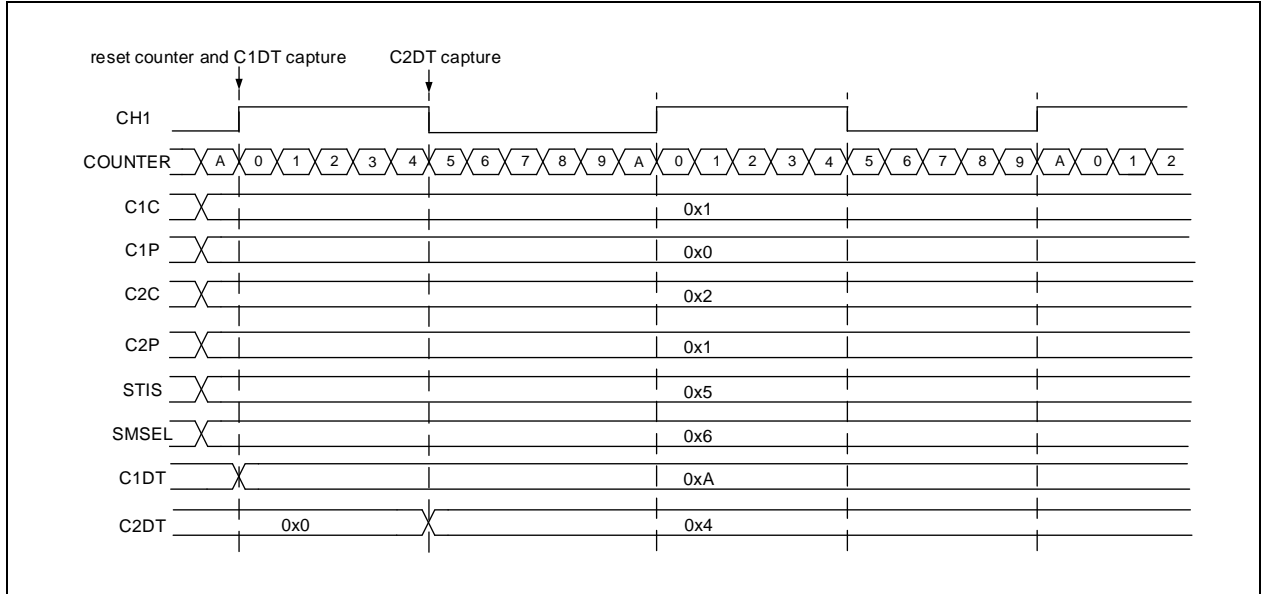 reset counter and C1DT capture C2DT capture
CH1
COUNTER A 0 1 2 3 4 5 6 7 8 9 A 0 1 2 3 4 5 6 7 8 9 A 0 1 2
C1C 0x1
C1P 0x0
C2C 0x2
C2P 0x1
STIS 0x5
SMSEL 0x6
C1DT 0xA
C2DT 0x0 0x4